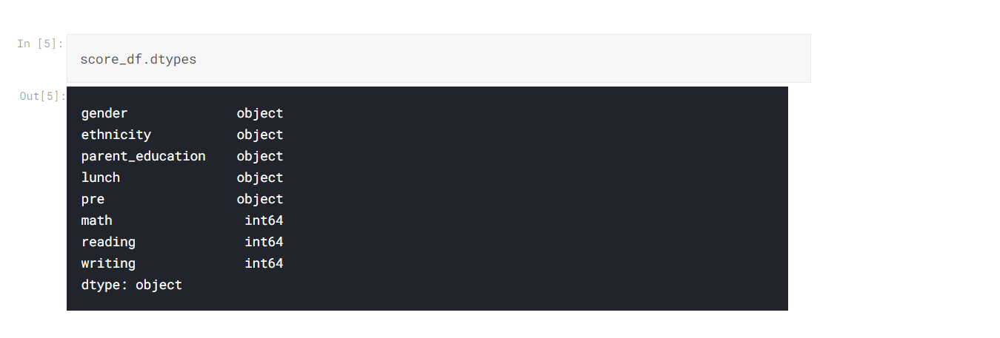 In [5]:
score_df.dtypes
Out[5]:
gender              object
ethnicity           object
parent_education    object
lunch               object
pre                 object
math                 int64
reading              int64
writing              int64
dtype: object